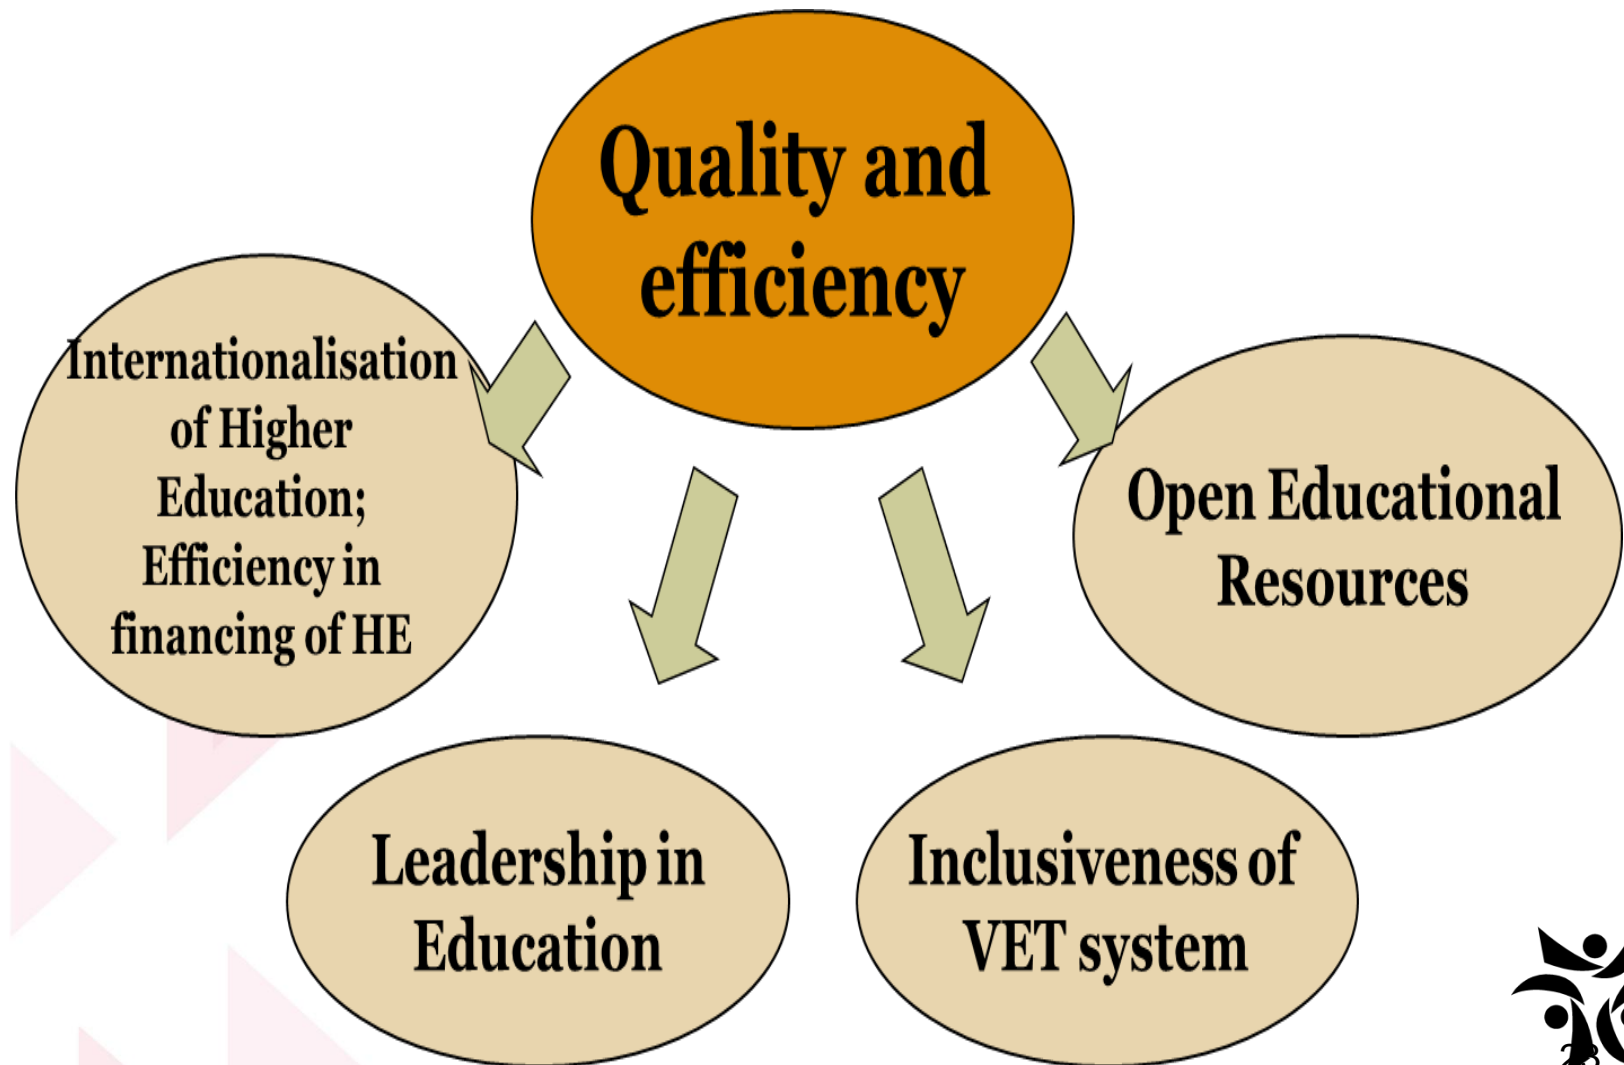 Quality and
efficiency
Internationalisation
of Higher
Education;
Efficiency in
financing of HE
Open Educational
Resources
Leadership in
Education
Inclusiveness of
VET system